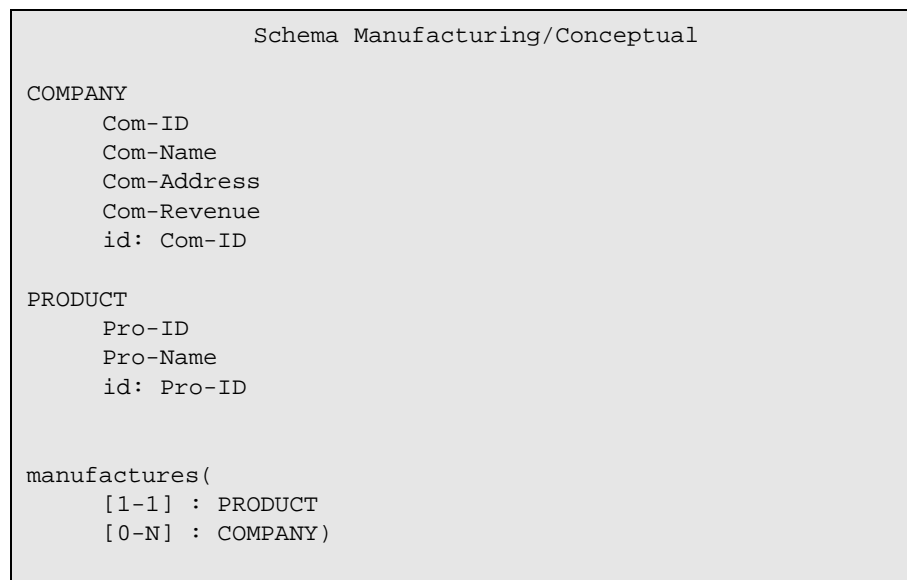 Schema Manufacturing/Conceptual
COMPANY
Com-ID
Com-Name
Com-Address
Com-Revenue
id: Com-ID
PRODUCT
Pro-ID
Pro-Name
id: Pro-ID
manufactures(
[1-1] : PRODUCT
[0-N] : COMPANY)